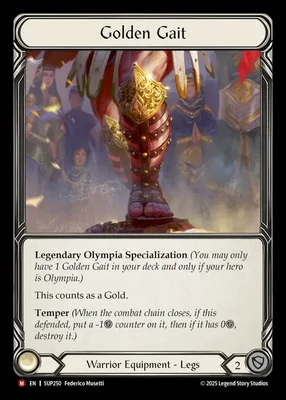 Golden Gait
Legendary Olympia Specialization (You may only
have 1 Golden Gait in your deck and only if your hero
is Olympia.)
This counts as a Gold.
Temper (When the combat chain closes, if this
defended, put a -1 counter on it, then if it has 0,
destroy it.)
Warrior Equipment - Legs
2
M EN | SUP250 Federico Musetti
© 2025 Legend Story Studios